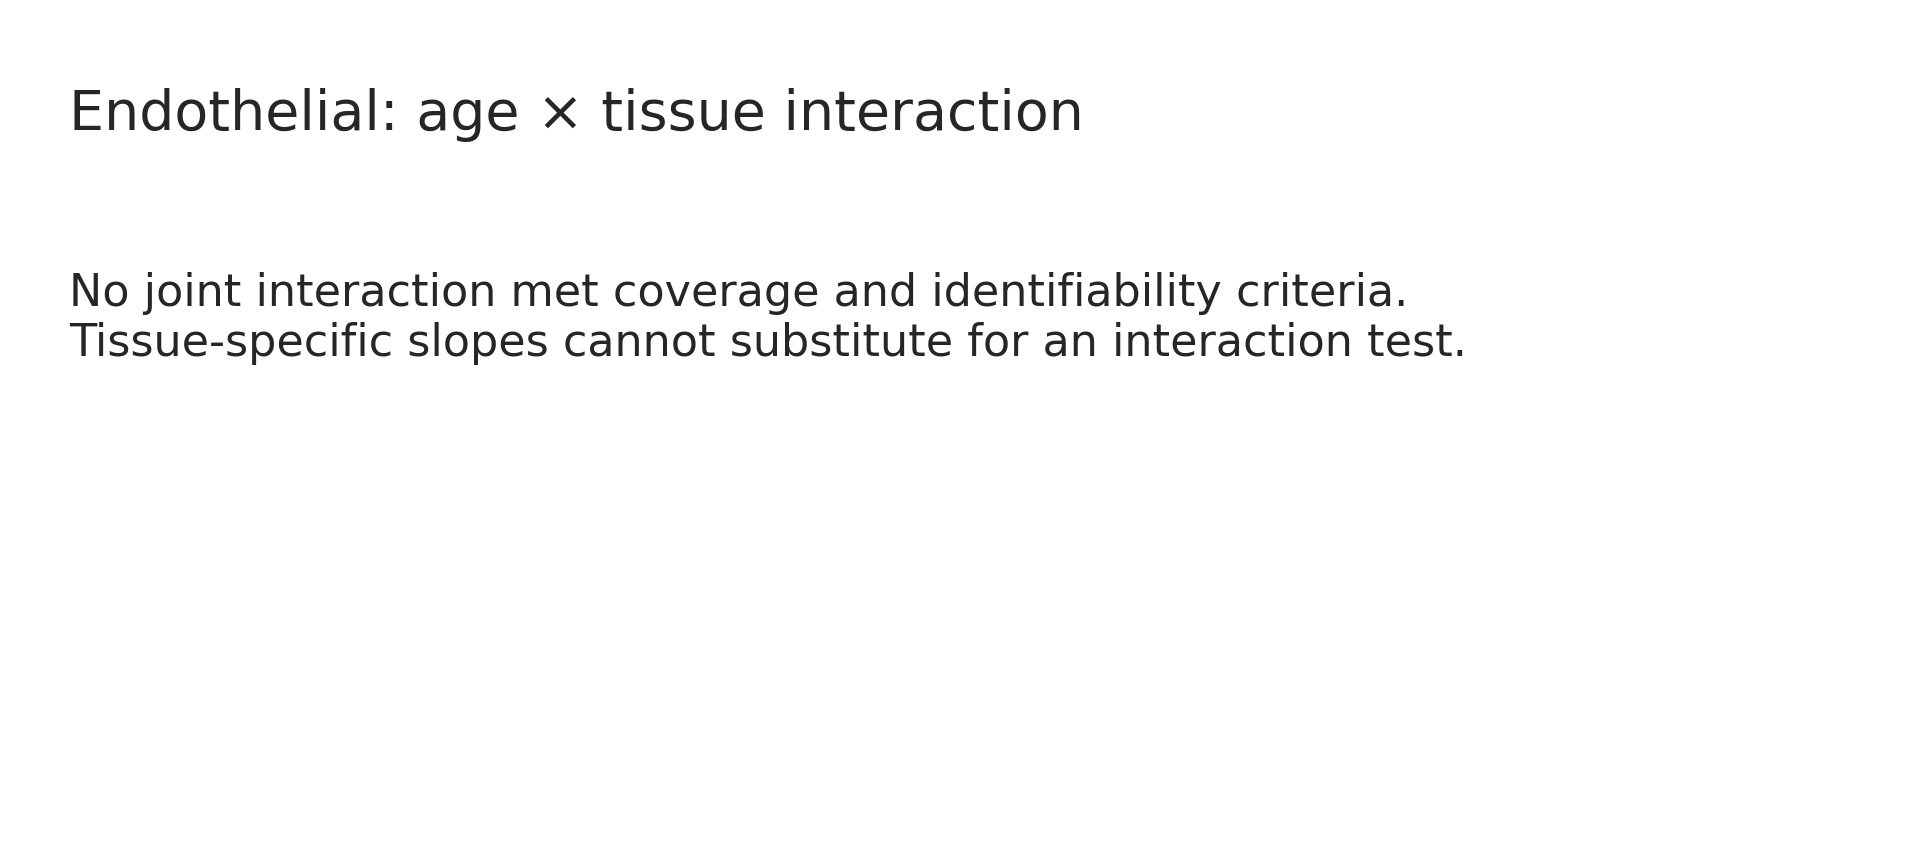 Endothelial: age × tissue interaction
No joint interaction met coverage and identifiability criteria.
Tissue-specific slopes cannot substitute for an interaction test.